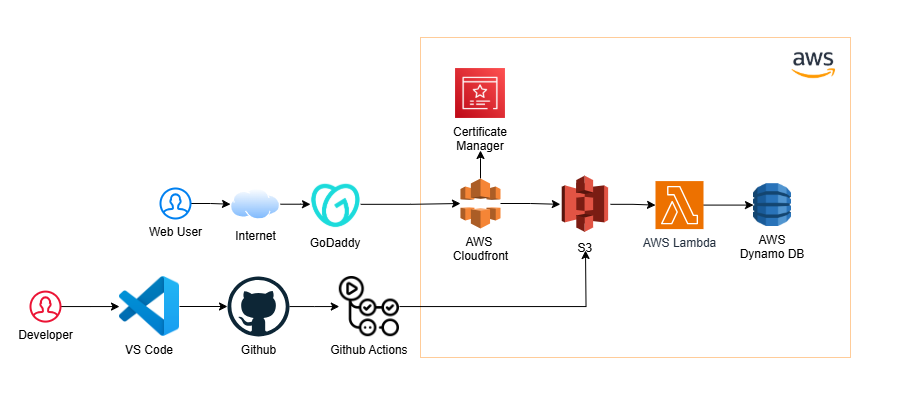 aws
Certificate
Manager
Web User
Internet
GoDaddy
AWS
Cloudfront
S3
AWS Lambda
AWS
Dynamo DB
Developer
VS Code
Github
Github Actions